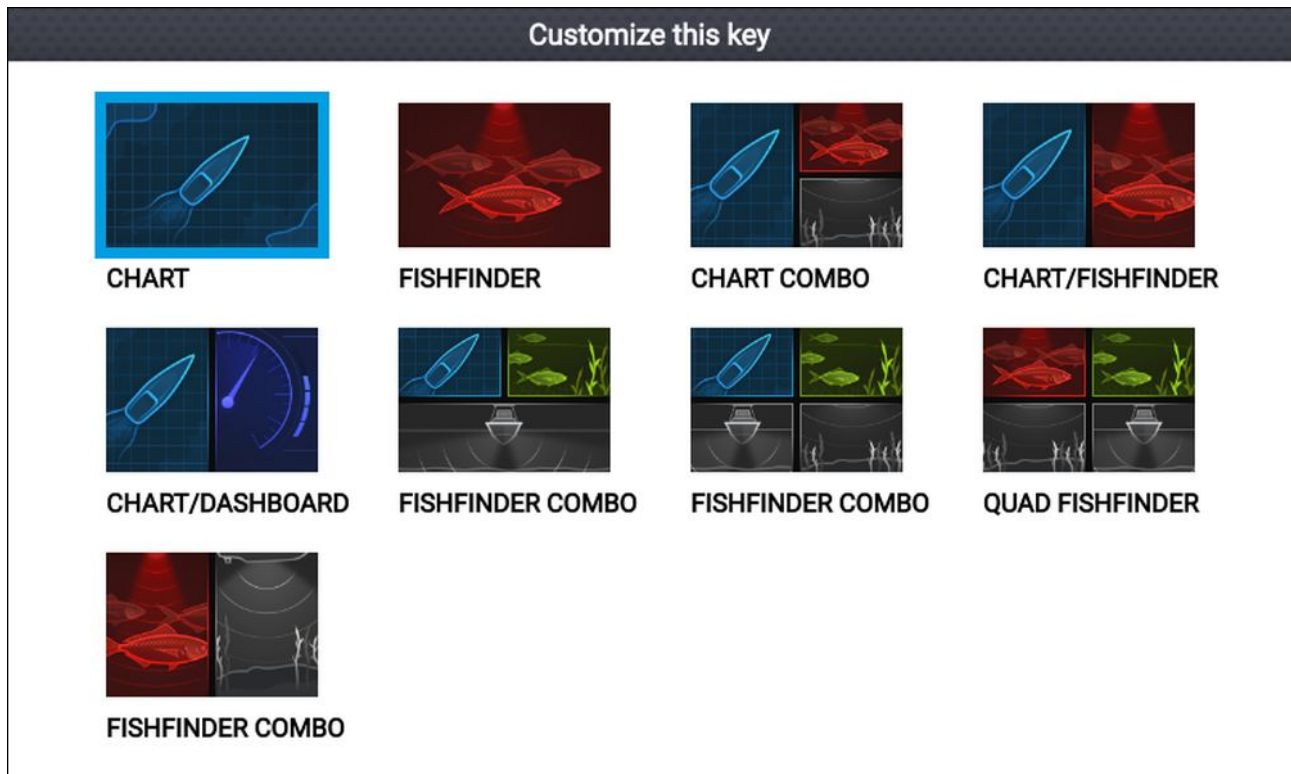 Customize this key
CHART
FISHFINDER
CHART COMBO
CHART/FISHFINDER
CHART/DASHBOARD
FISHFINDER COMBO
FISHFINDER COMBO
QUAD FISHFINDER
FISHFINDER COMBO